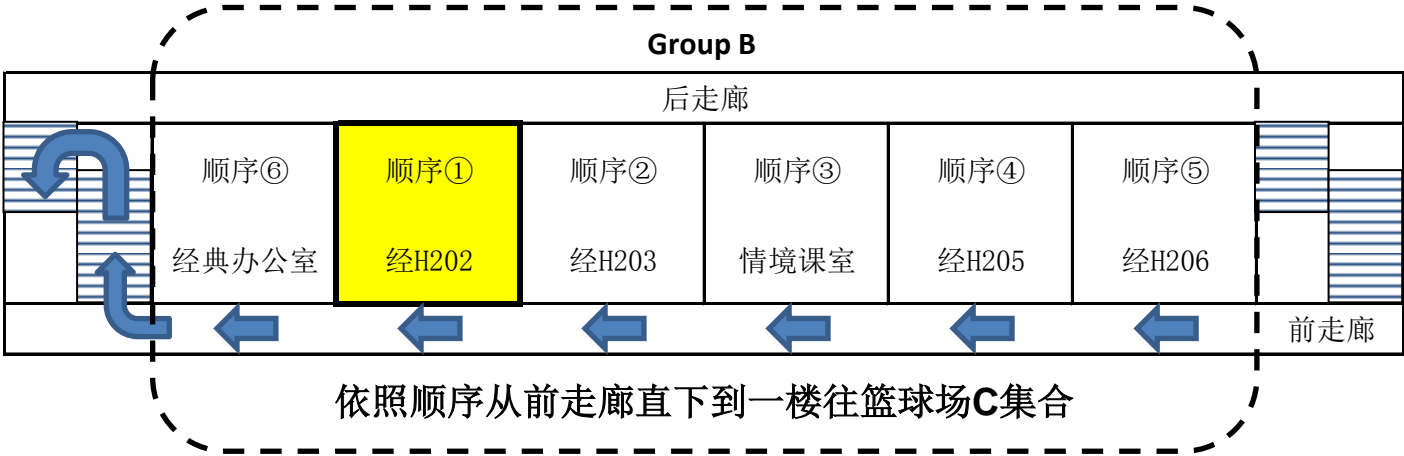 Group B
后走廊
顺序⑥ 顺序① 顺序② 顺序③ 顺序④ 顺序⑤
经典办公室 经H202 经H203 情境课室 经H205 经H206
前走廊
依照顺序从前走廊直下到一楼往篮球场C集合